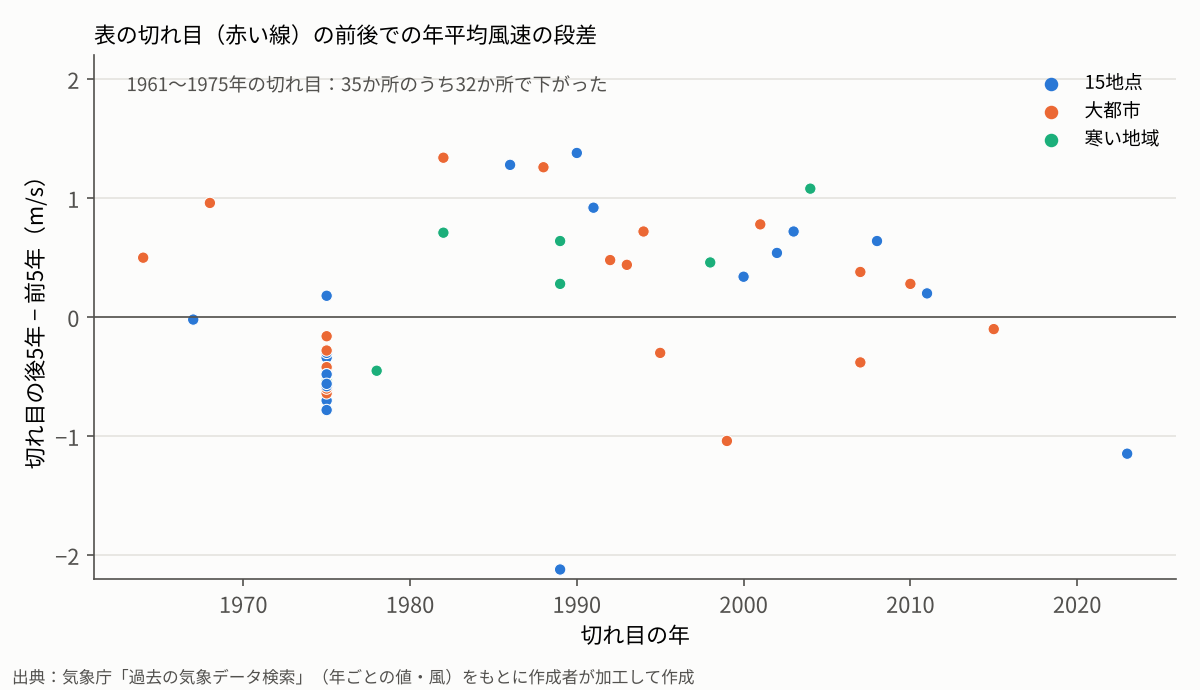 表の切れ目（赤い線）の前後での年平均風速の段差
1961〜1975年の切れ目：35か所のうち32か所で下がった
15地点
大都市
寒い地域
切れ目の後5年 − 前5年（m/s）
2
1
0
−1
−2
1970
1980
1990
2000
2010
2020
切れ目の年
出典：気象庁「過去の気象データ検索」（年ごとの値・風）をもとに作成者が加工して作成